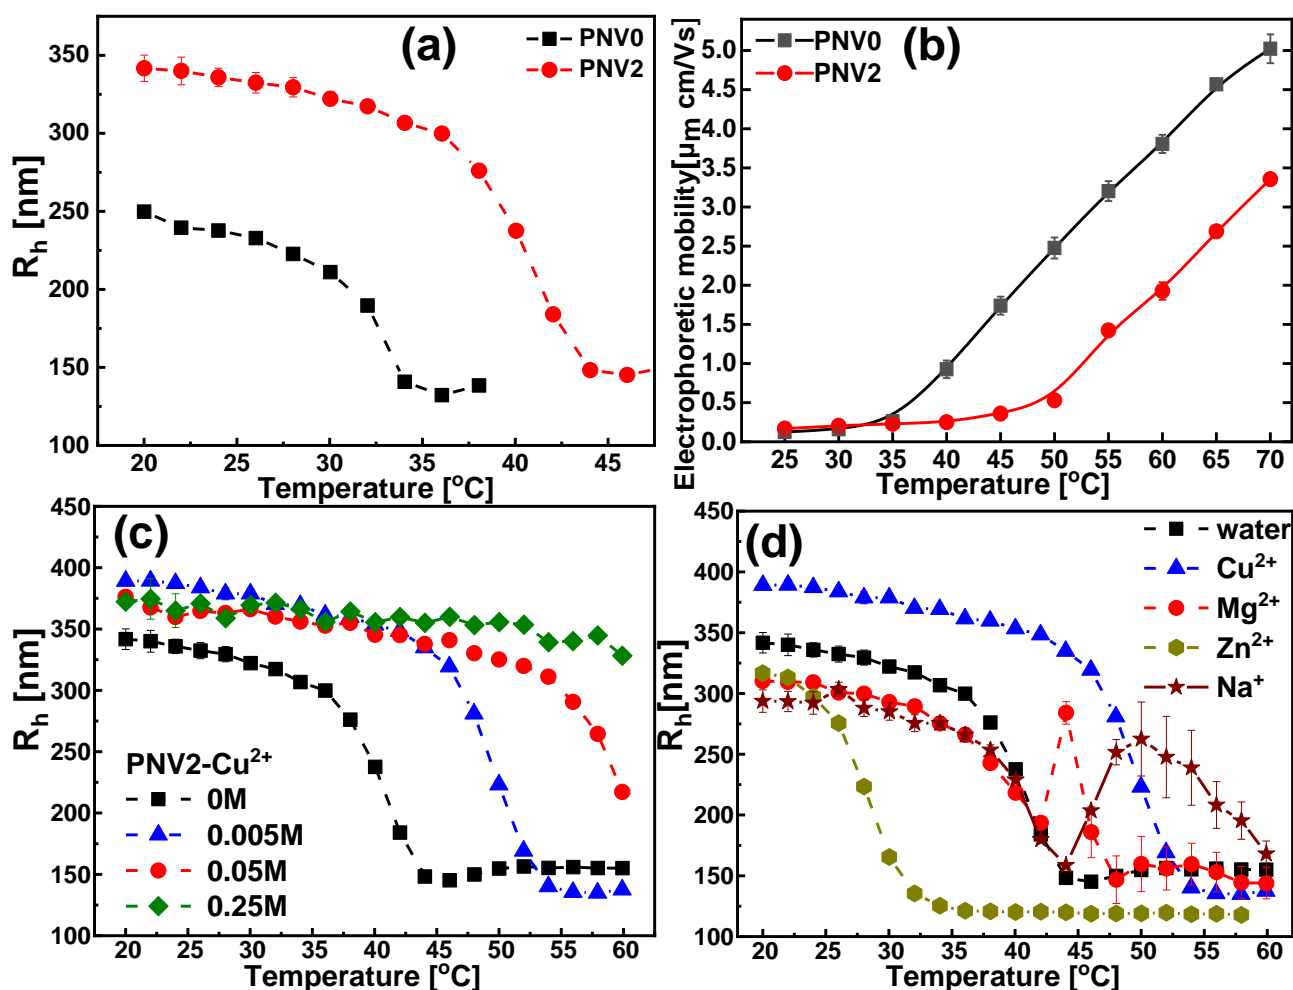 (a)
PNV0
PNV2
350
300
250
200
150
100
Rh [nm]
20 25 30 35 40 45
Temperature [oC]
(b)
PNV0
PNV2
5.0
4.5
4.0
3.5
3.0
2.5
2.0
1.5
1.0
0.5
0.0
Electrophoretic mobility[µm cm/Vs]
25 30 35 40 45 50 55 60 65 70
Temperature [oC]
(c)
450
400
350
300
250
200
150
100
Rh [nm]
PNV2-Cu2+
0M
0.005M
0.05M
0.25M
20 25 30 35 40 45 50 55 60
Temperature [oC]
(d)
water
Cu2+
Mg2+
Zn2+
Na+
450
400
350
300
250
200
150
100
Rh[nm]
20 25 30 35 40 45 50 55 60
Temperature [oC]